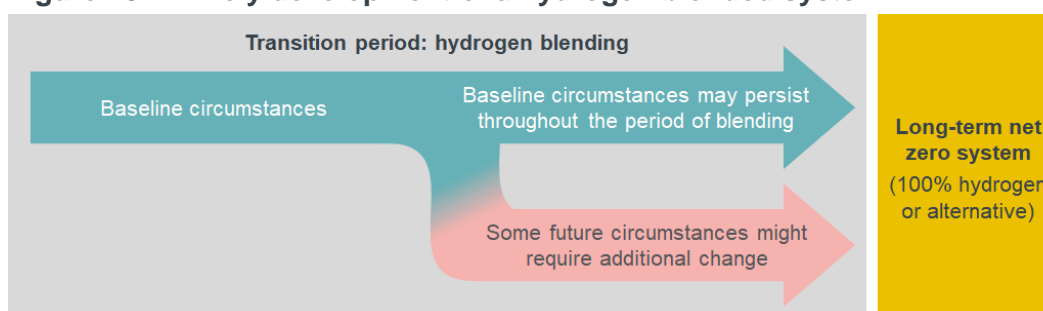 Transition period: hydrogen blending
Baseline circumstances
Baseline circumstances may persist
throughout the period of blending
Some future circumstances might
require additional change
Long-term net
zero system
(100% hydrogen
or alternative)